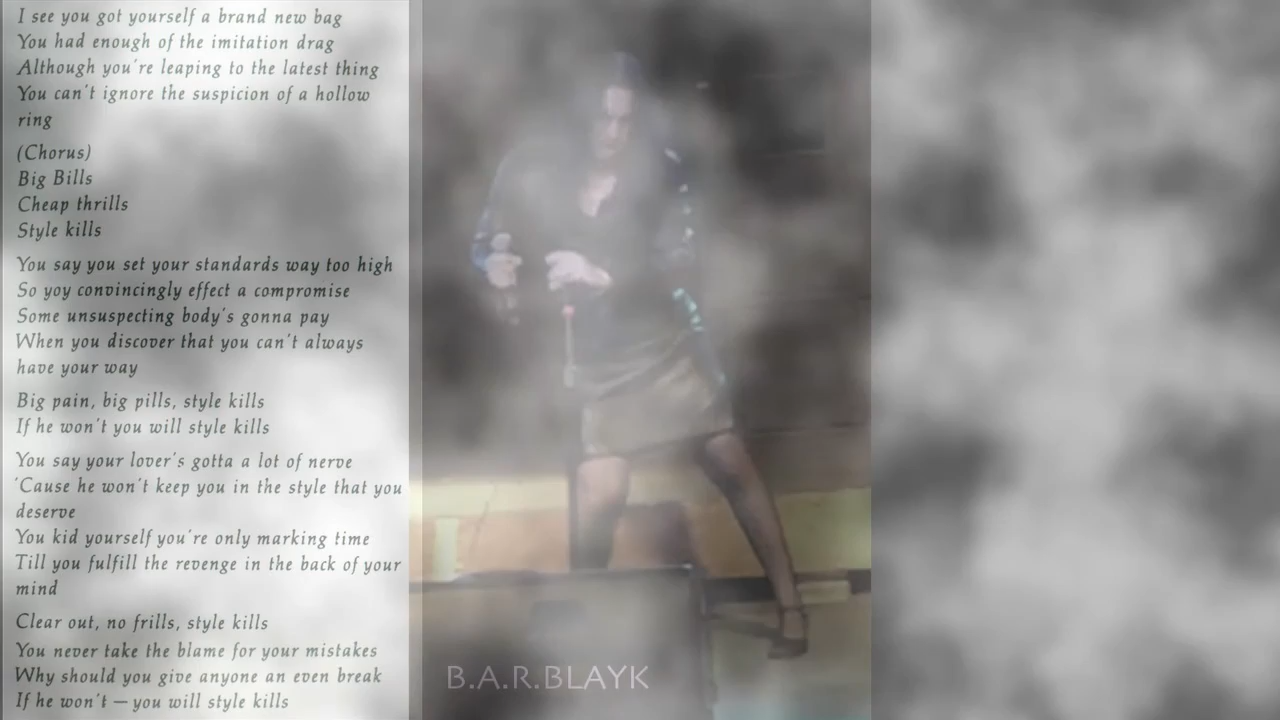 I see you got yourself a brand new bag
You had enough of the imitation drag
Although you're leaping to the latest thing
You can't ignore the suspicion of a hollow
ring
(Chorus)
Big Bills
Cheap thrills
Style kills
You say you set your standards way too high
So yoy convincingly effect a compromise
Some unsuspecting body's gonna pay
When you discover that you can't always
have your way
Big pain, big pills, style kills
If he won't you will style kills
You say your lover's gotta a lot of nerve
'Cause he won't keep you in the style that you
deserve
You kid yourself you're only marking time
Till you fulfill the revenge in the back of your
mind
Clear out, no frills, style kills
You never take the blame for your mistakes
Why should you give anyone an even break
If he won't — you will style kills
B.A.R.BLAYK